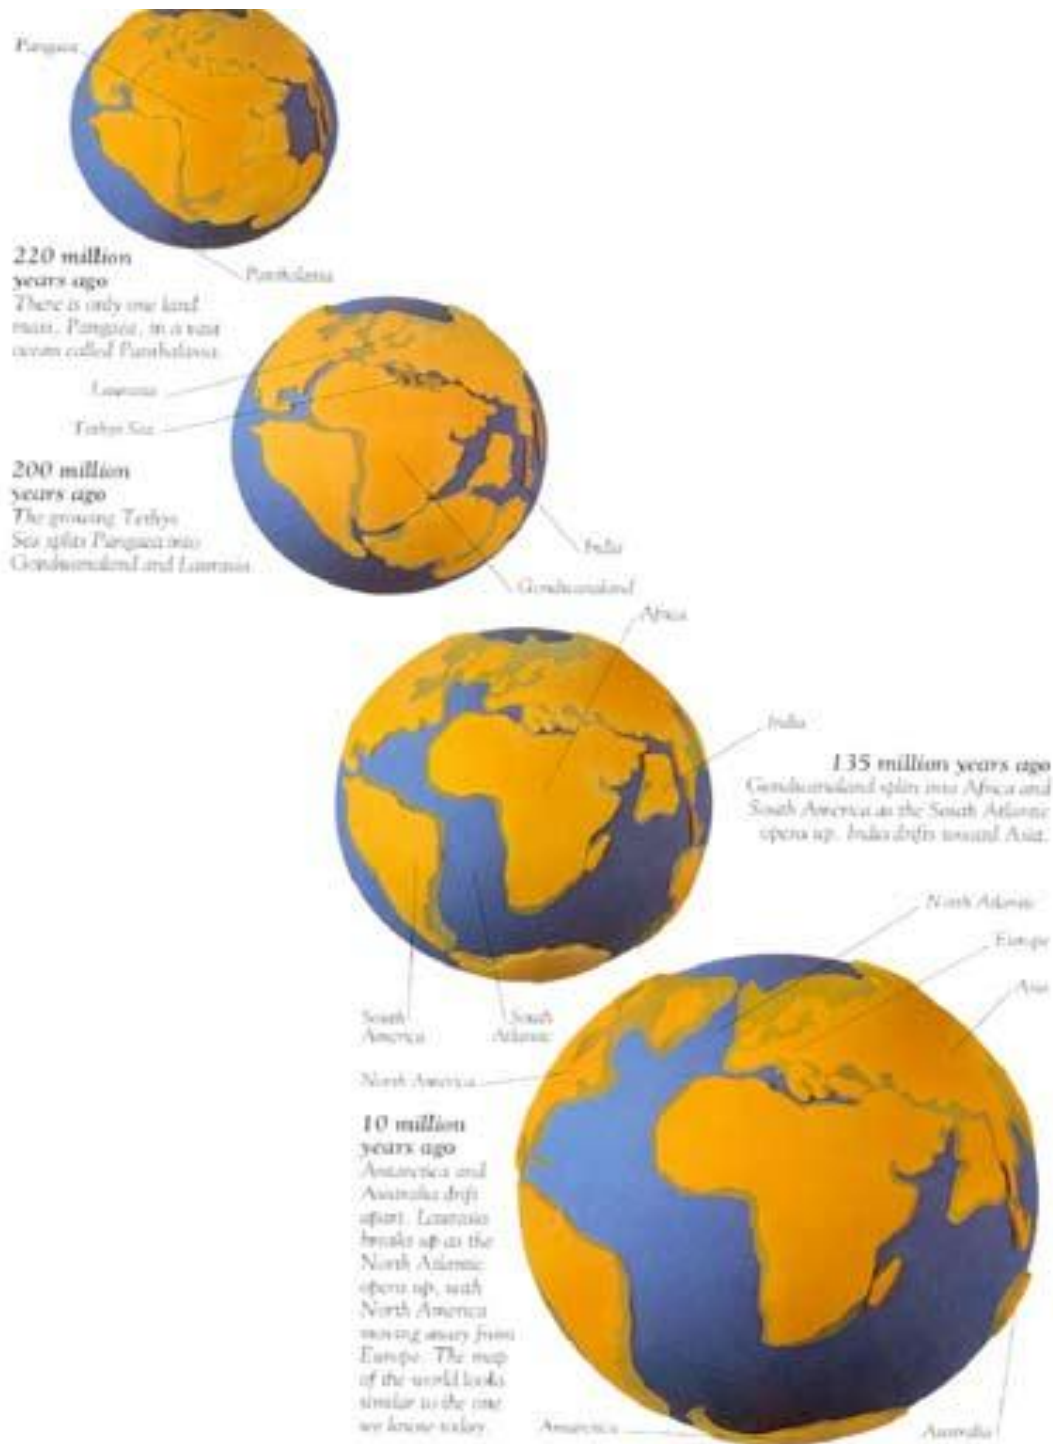 Pangaea
Panthalassa
220 million
years ago
There is only one land
mass, Pangaea, in a vast
ocean called Panthalassa.
Laurasia
Tethys Sea
200 million
years ago
The growing Tethys
Sea splits Pangaea into
Gondwanaland and Laurasia.
India
Gondwanaland
Africa
India
135 million years ago
Gondwanaland splits into Africa and
South America as the South Atlantic
opens up. India drifts toward Asia.
North Atlantic
Europe
Asia
South
America
South
Atlantic
North America
10 million
years ago
Antarctica and
Australia drift
apart. Laurasia
breaks up as the
North Atlantic
opens up, with
North America
moving away from
Europe. The map
of the world looks
similar to the one
we know today.
Antarctica
Australia